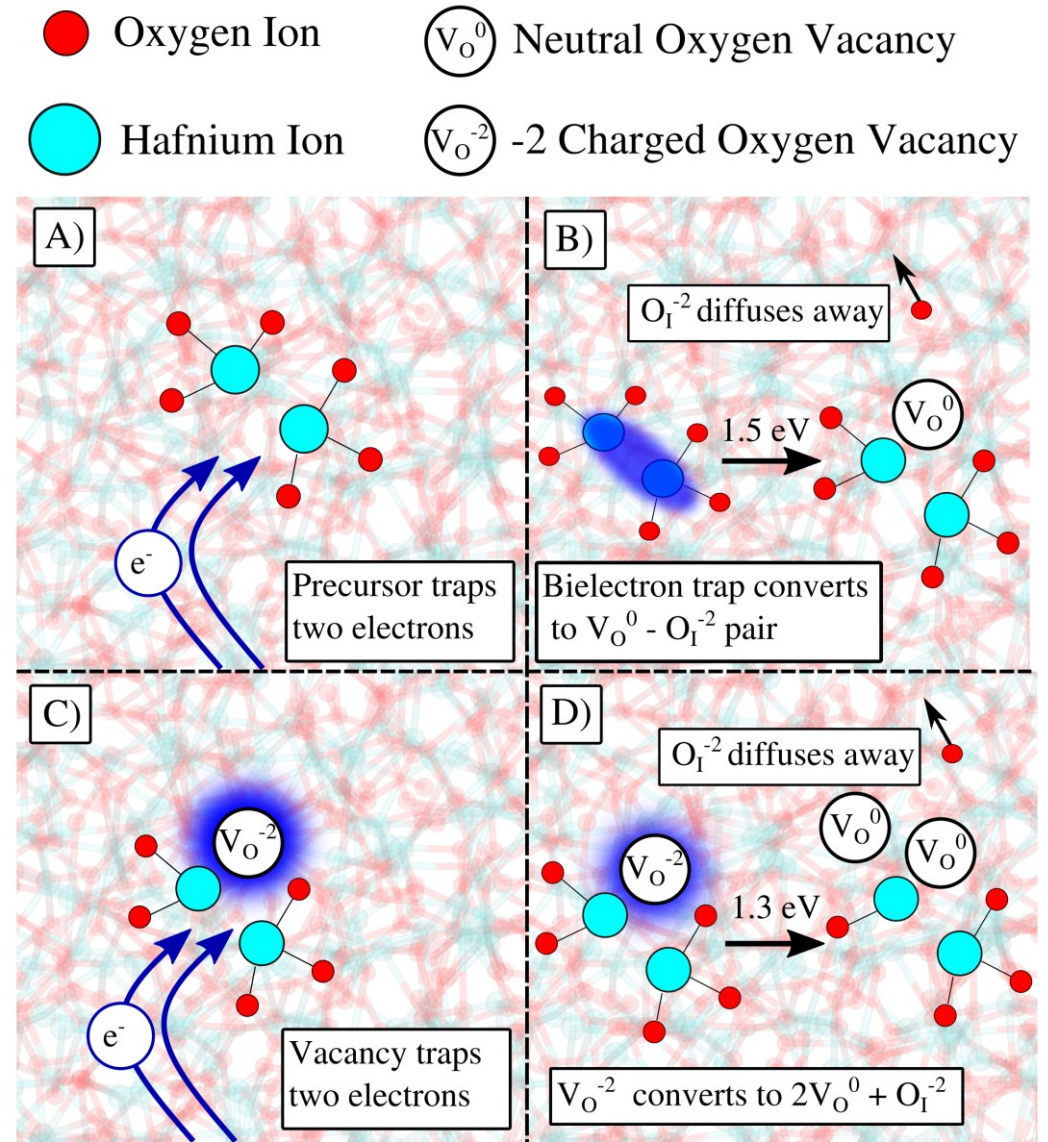 Oxygen Ion
V_O^0 Neutral Oxygen Vacancy
Hafnium Ion
V_O^-2 -2 Charged Oxygen Vacancy
A)
e-
Precursor traps
two electrons
B)
O_I^-2 diffuses away
1.5 eV
V_O^0
Bielectron trap converts
to V_O^0 - O_I^-2 pair
C)
V_O^-2
e-
Vacancy traps
two electrons
D)
O_I^-2 diffuses away
V_O^-2
1.3 eV
V_O^0
V_O^0
V_O^-2 converts to 2V_O^0 + O_I^-2